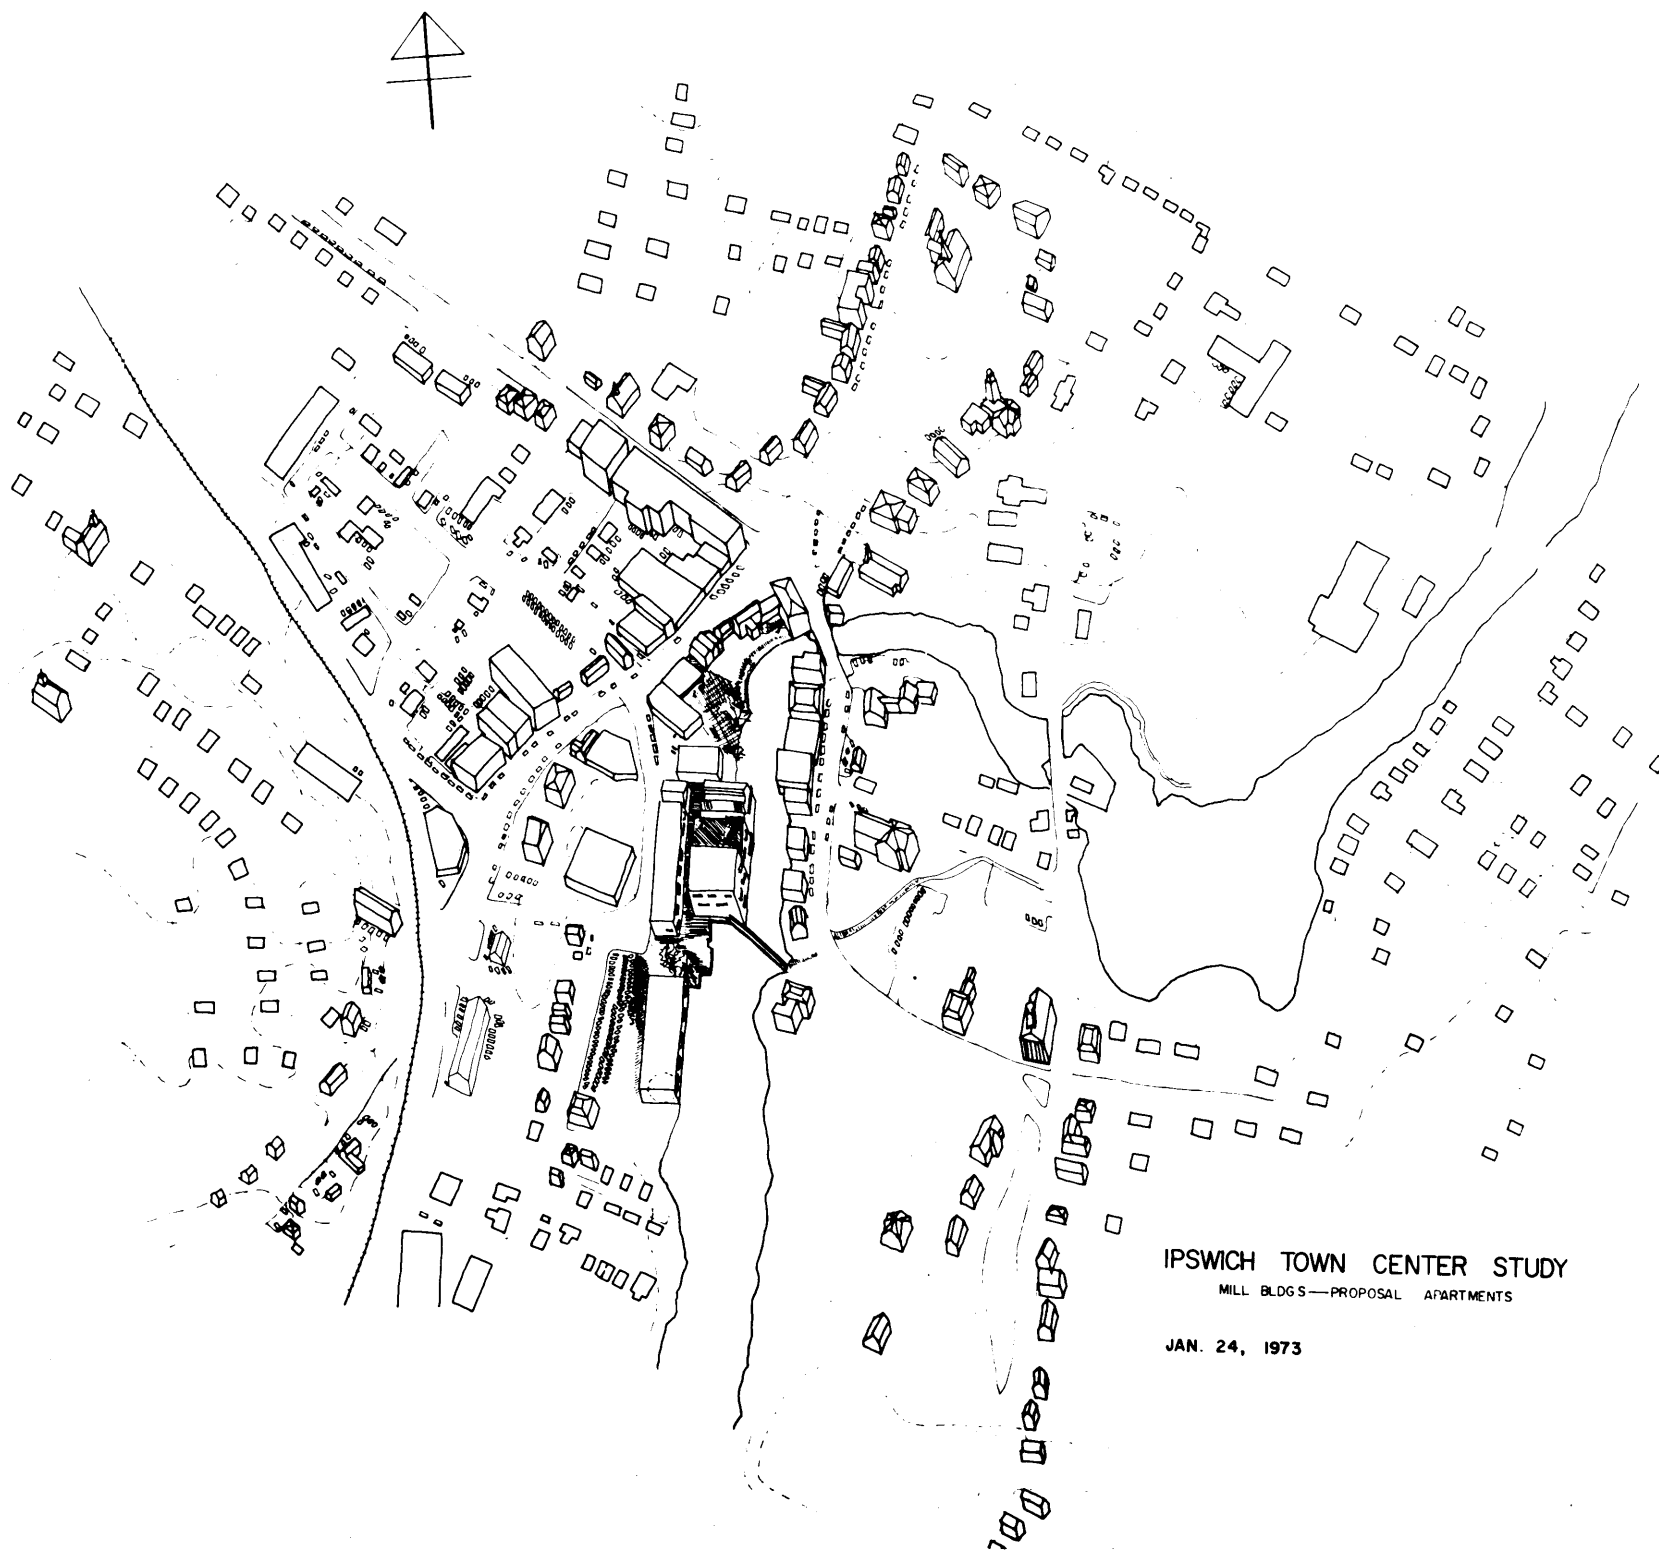 IPSWICH TOWN CENTER STUDY
MILL BLDGS—PROPOSAL APARTMENTS
JAN. 24, 1973